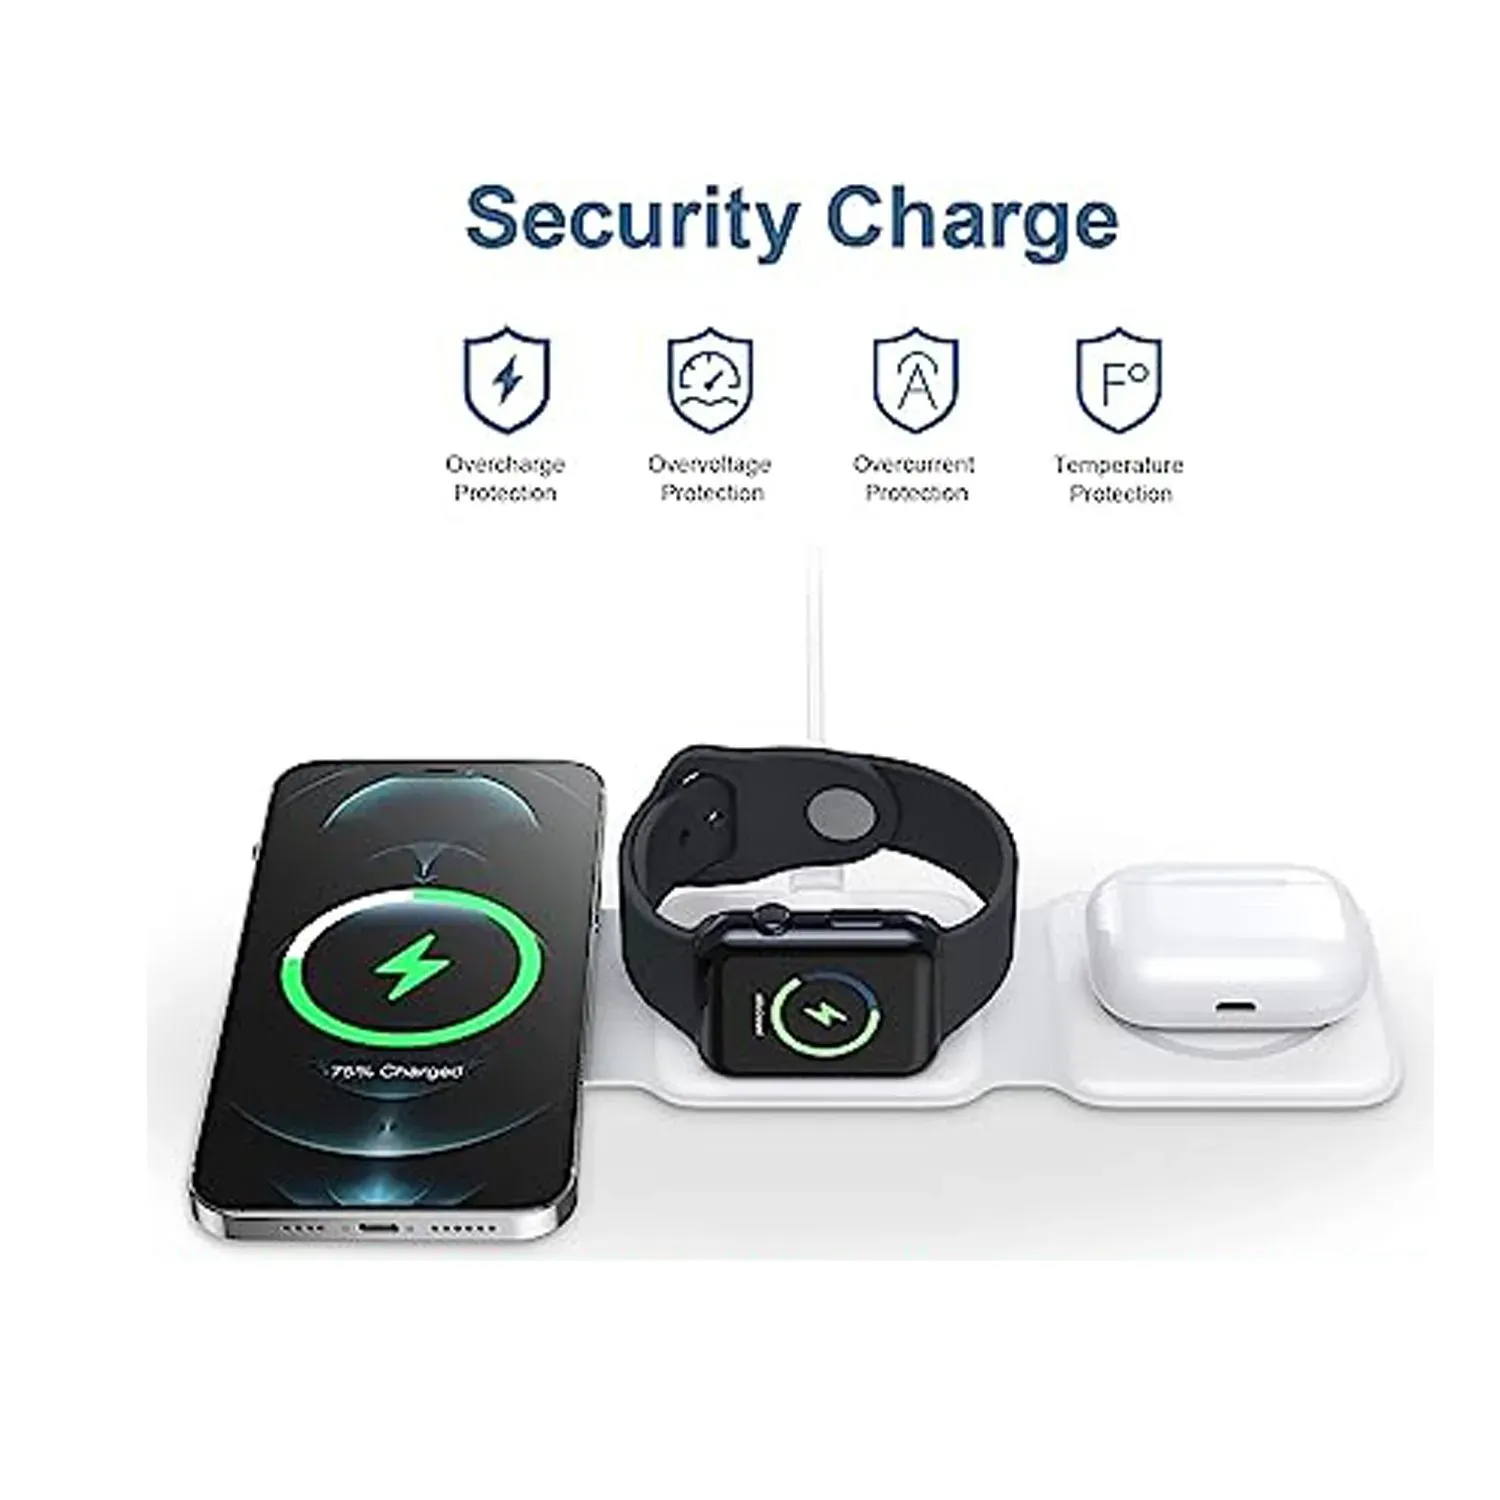 Security Charge
F°
Overcharge Protection
Overvoltage Protection
Overcurrent Protection
Temperature Protection
75% Charged